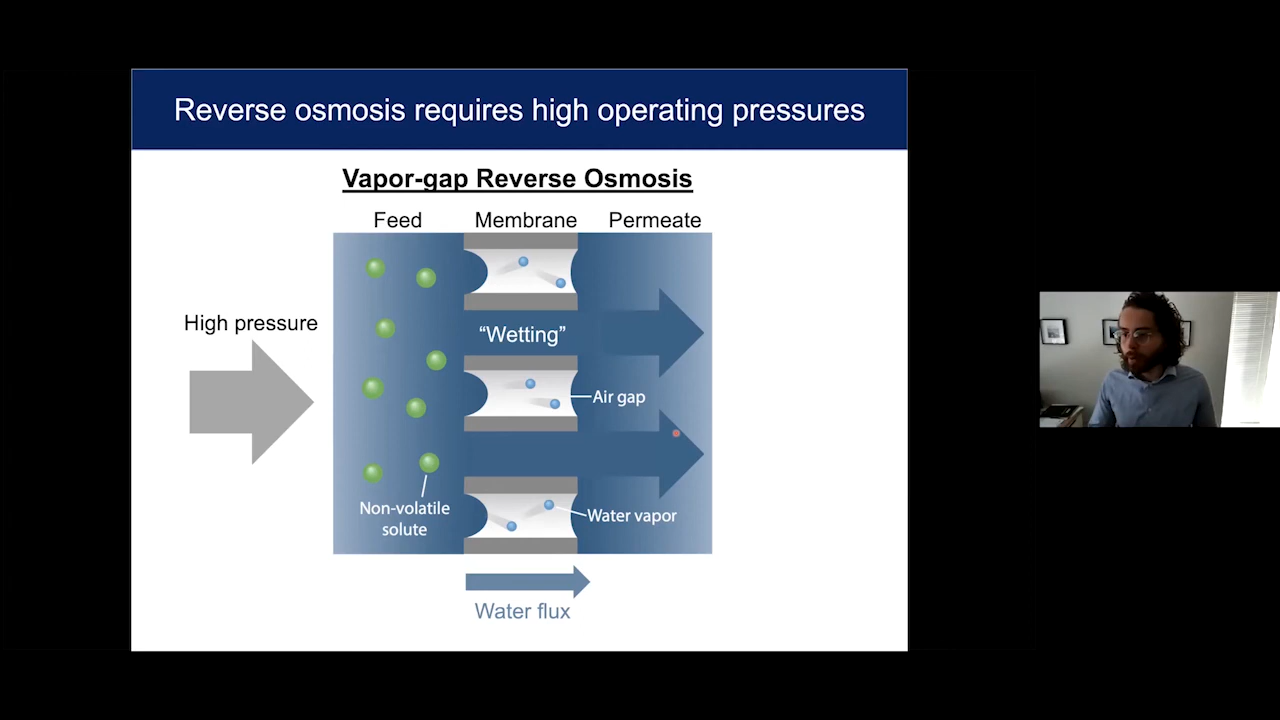 Reverse osmosis requires high operating pressures
Vapor-gap Reverse Osmosis
Feed
Membrane
Permeate
High pressure
“Wetting”
Air gap
Non-volatile
solute
Water vapor
Water flux